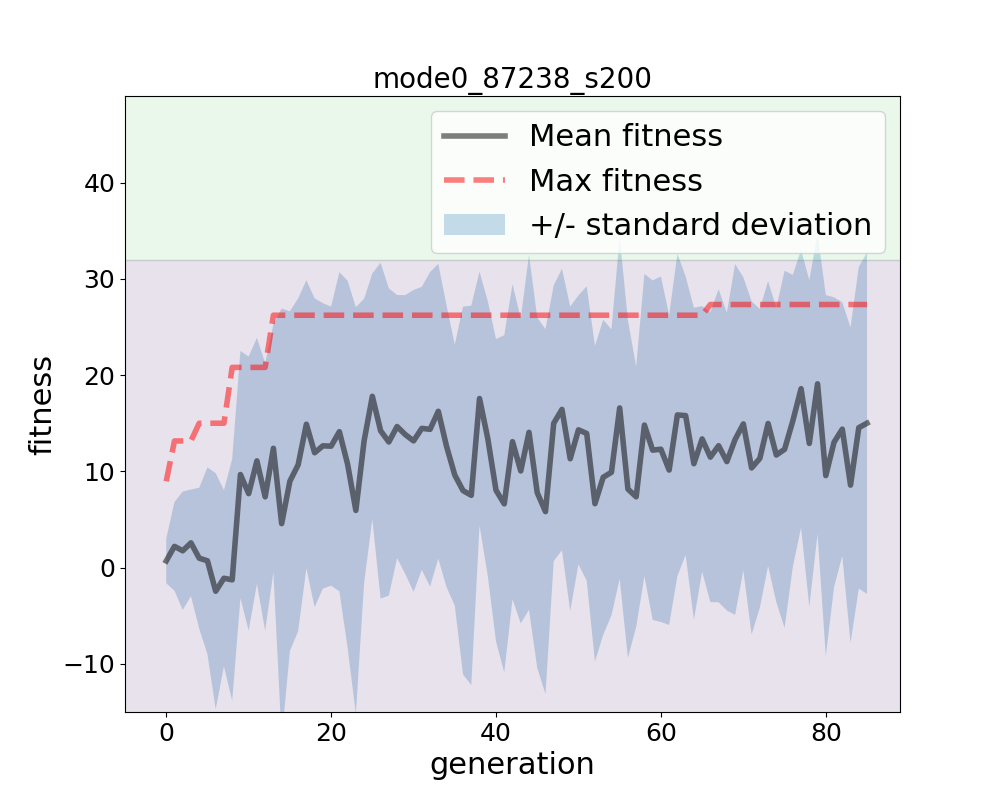 mode0_87238_s200
Mean fitness
Max fitness
+/- standard deviation
40
30
20
10
0
−10
fitness
0 20 40 60 80
generation